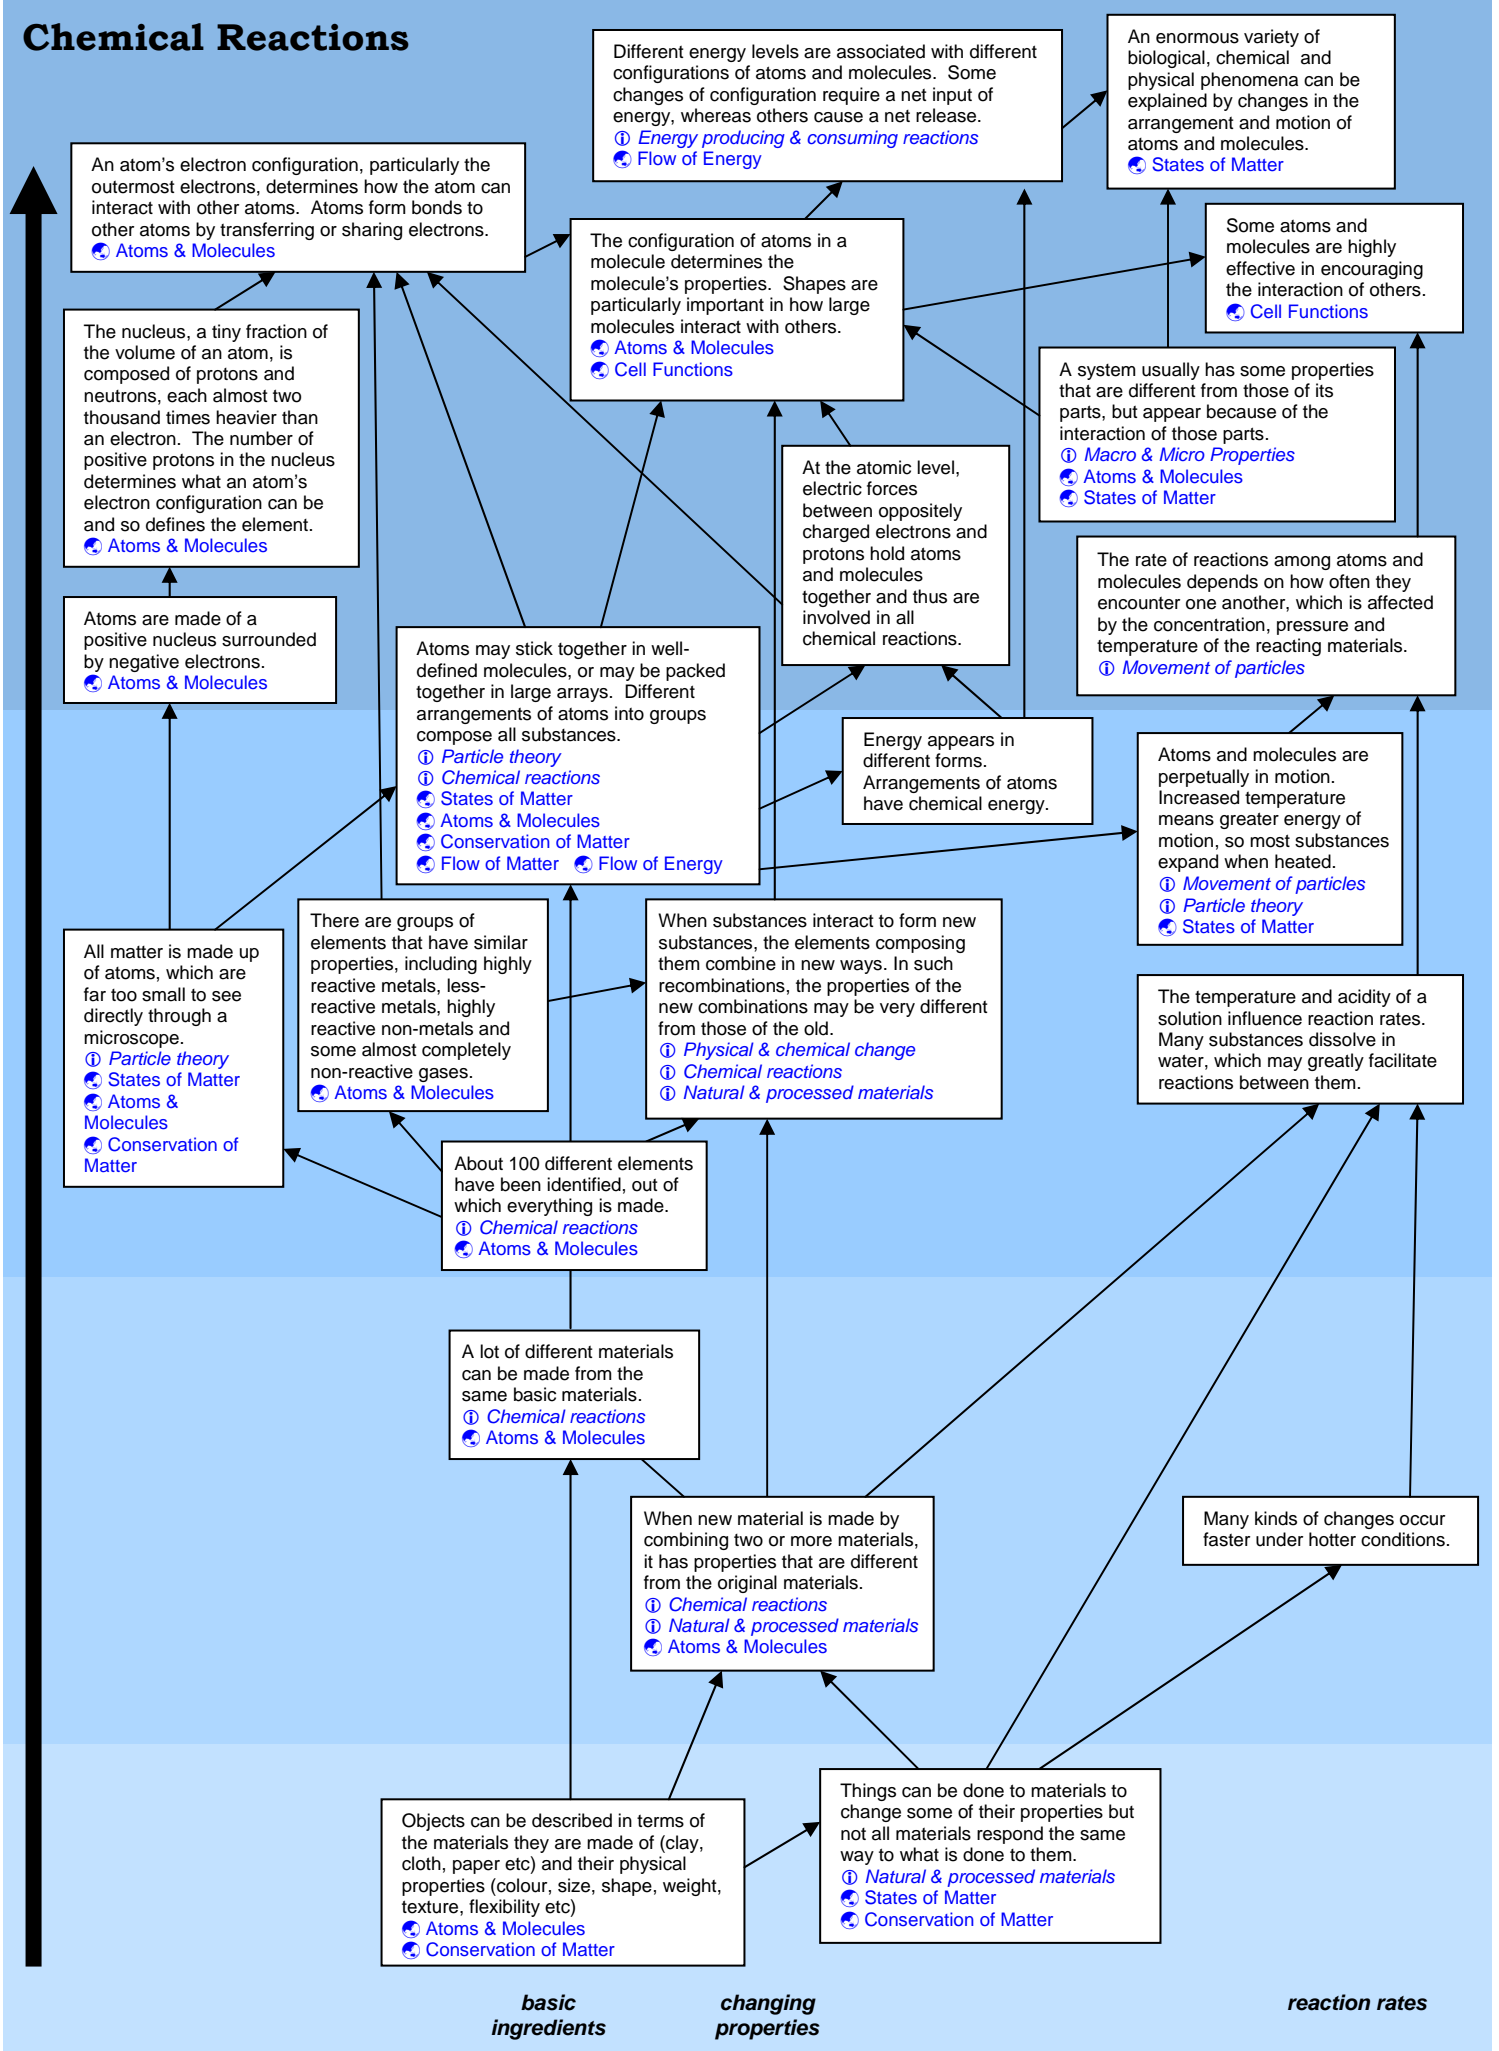 Chemical Reactions
Different energy levels are associated with different
configurations of atoms and molecules.  Some
changes of configuration require a net input of
energy, whereas others cause a net release.
Energy producing & consuming reactions
Flow of Energy
An enormous variety of
biological, chemical  and
physical phenomena can be
explained by changes in the
arrangement and motion of
atoms and molecules.
States of Matter
An atom’s electron configuration, particularly the
outermost electrons, determines how the atom can
interact with other atoms.  Atoms form bonds to
other atoms by transferring or sharing electrons.
Atoms & Molecules
The configuration of atoms in a
molecule determines the
molecule’s properties.  Shapes are
particularly important in how large
molecules interact with others.
Atoms & Molecules
Cell Functions
Some atoms and
molecules are highly
effective in encouraging
the interaction of others.
Cell Functions
The nucleus, a tiny fraction of
the volume of an atom, is
composed of protons and
neutrons, each almost two
thousand times heavier than
an electron.  The number of
positive protons in the nucleus
determines what an atom’s
electron configuration can be
and so defines the element.
Atoms & Molecules
A system usually has some properties
that are different from those of its
parts, but appear because of the
interaction of those parts.
Macro & Micro Properties
Atoms & Molecules
States of Matter
At the atomic level,
electric forces
between oppositely
charged electrons and
protons hold atoms
and molecules
together and thus are
involved in all
chemical reactions.
The rate of reactions among atoms and
molecules depends on how often they
encounter one another, which is affected
by the concentration, pressure and
temperature of the reacting materials.
Movement of particles
Atoms are made of a
positive nucleus surrounded
by negative electrons.
Atoms & Molecules
Atoms may stick together in well-
defined molecules, or may be packed
together in large arrays.  Different
arrangements of atoms into groups
compose all substances.
Particle theory
Chemical reactions
States of Matter
Atoms & Molecules
Conservation of Matter
Flow of Matter  Flow of Energy
Energy appears in
different forms.
Arrangements of atoms
have chemical energy.
Atoms and molecules are
perpetually in motion.
Increased temperature
means greater energy of
motion, so most substances
expand when heated.
Movement of particles
Particle theory
States of Matter
All matter is made up
of atoms, which are
far too small to see
directly through a
microscope.
Particle theory
States of Matter
Atoms &
Molecules
Conservation of
Matter
There are groups of
elements that have similar
properties, including highly
reactive metals, less-
reactive metals, highly
reactive non-metals and
some almost completely
non-reactive gases.
Atoms & Molecules
When substances interact to form new
substances, the elements composing
them combine in new ways. In such
recombinations, the properties of the
new combinations may be very different
from those of the old.
Physical & chemical change
Chemical reactions
Natural & processed materials
The temperature and acidity of a
solution influence reaction rates.
Many substances dissolve in
water, which may greatly facilitate
reactions between them.
About 100 different elements
have been identified, out of
which everything is made.
Chemical reactions
Atoms & Molecules
A lot of different materials
can be made from the
same basic materials.
Chemical reactions
Atoms & Molecules
When new material is made by
combining two or more materials,
it has properties that are different
from the original materials.
Chemical reactions
Natural & processed materials
Atoms & Molecules
Many kinds of changes occur
faster under hotter conditions.
Things can be done to materials to
change some of their properties but
not all materials respond the same
way to what is done to them.
Natural & processed materials
States of Matter
Conservation of Matter
Objects can be described in terms of
the materials they are made of (clay,
cloth, paper etc) and their physical
properties (colour, size, shape, weight,
texture, flexibility etc)
Atoms & Molecules
Conservation of Matter
basic
ingredients
changing
properties
reaction rates